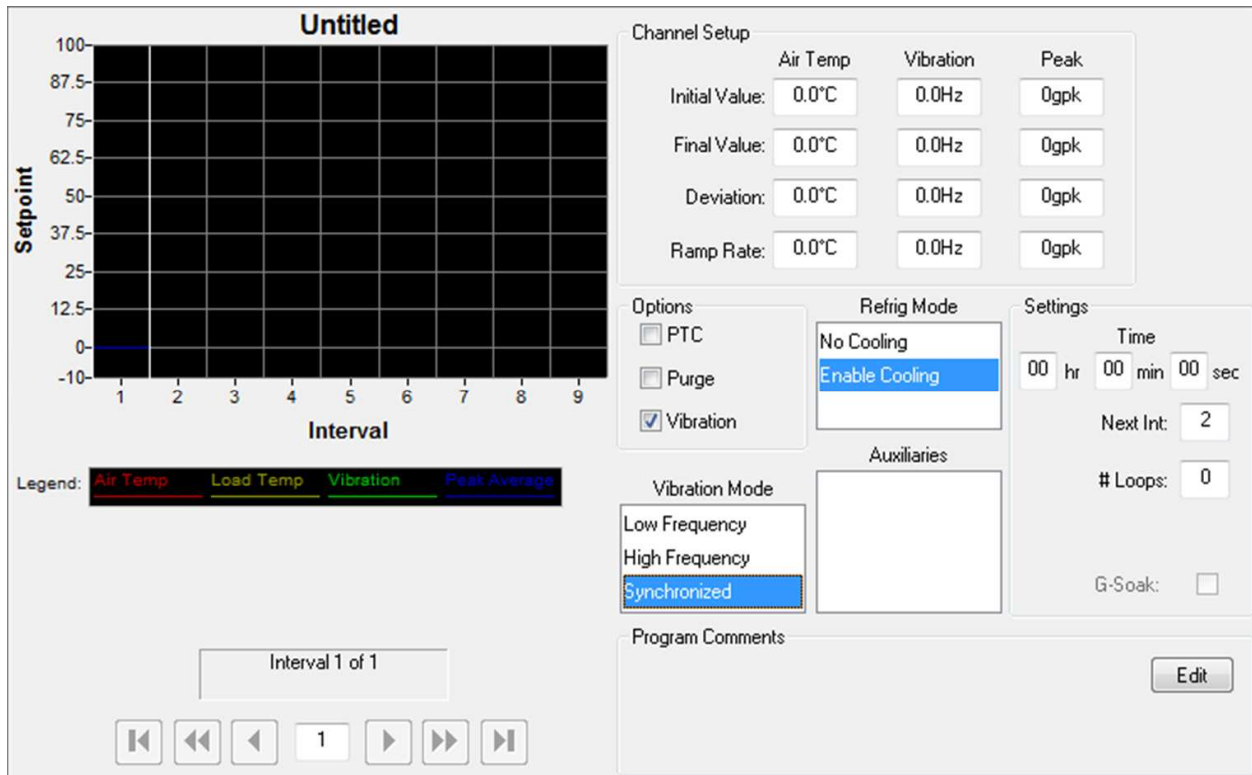 Untitled
100
87.5
75
62.5
50
37.5
25
12.5
0
-10
Setpoint
1 2 3 4 5 6 7 8 9
Interval
Legend: Air Temp Load Temp Vibration Peak Average
Interval 1 of 1
1
Channel Setup
Air Temp Vibration Peak
Initial Value: 0.0°C 0.0Hz 0gpk
Final Value: 0.0°C 0.0Hz 0gpk
Deviation: 0.0°C 0.0Hz 0gpk
Ramp Rate: 0.0°C 0.0Hz 0gpk
Options
PTC
Purge
Vibration
Refrig Mode
No Cooling
Enable Cooling
Settings
Time
00 hr 00 min 00 sec
Next Int: 2
# Loops: 0
G-Soak:
Vibration Mode
Low Frequency
High Frequency
Synchronized
Auxiliaries
Program Comments
Edit